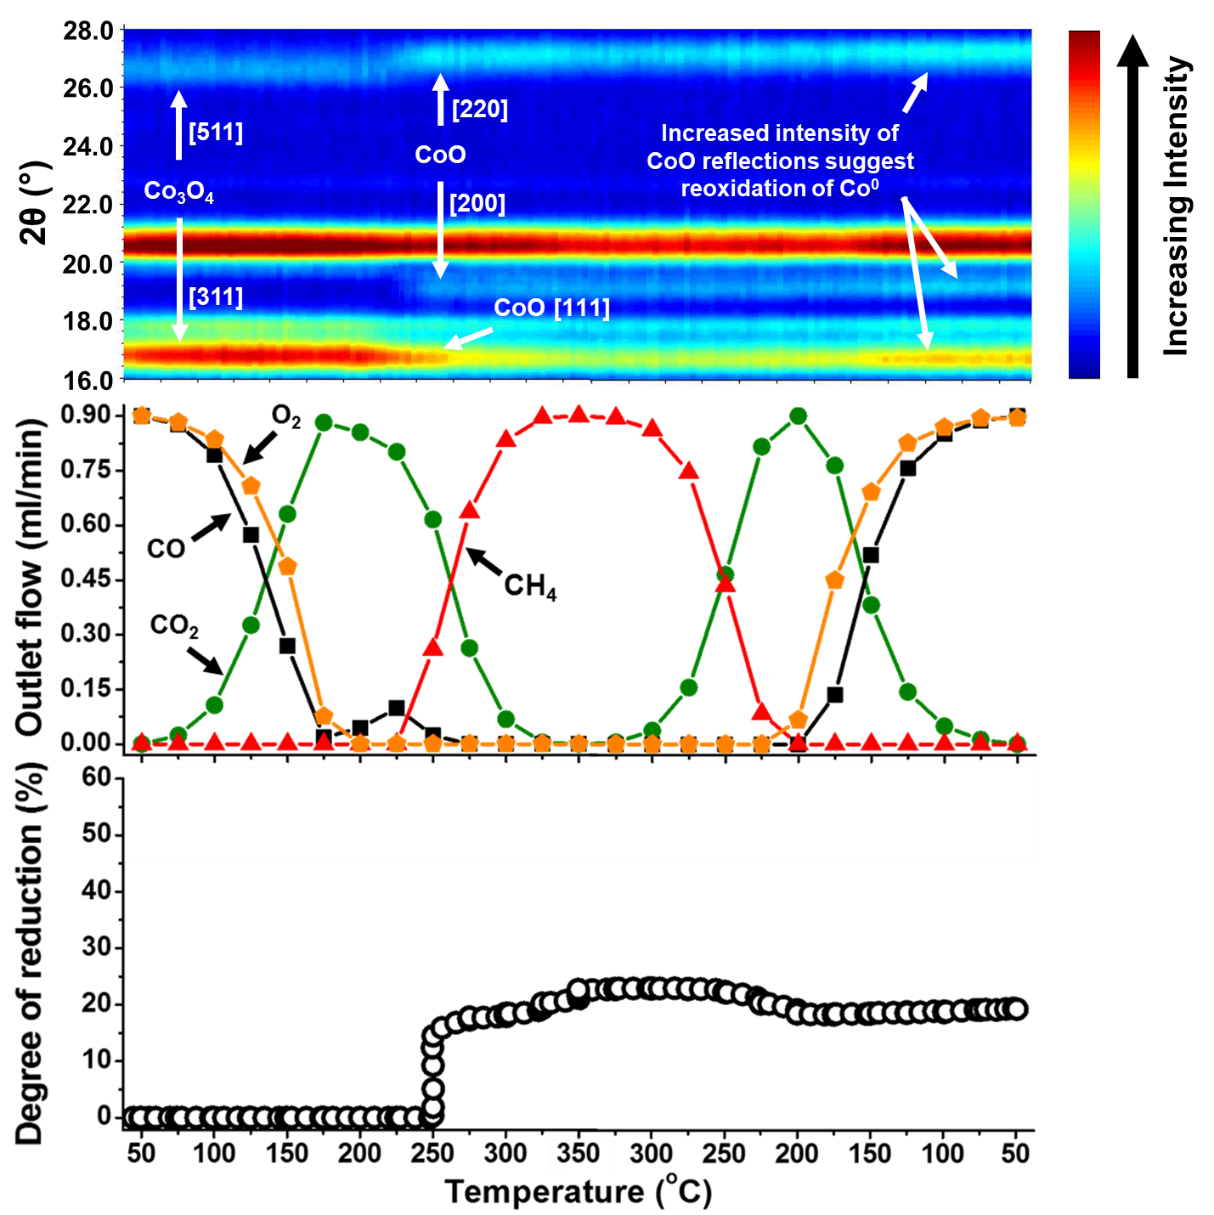 28.0
26.0
24.0
22.0
20.0
18.0
16.0
2θ (°)
[511]
Co₃O₄
[311]
[220]
CoO
[200]
CoO [111]
Increased intensity of
CoO reflections suggest
reoxidation of Co⁰
Increasing Intensity
0.90
0.75
0.60
0.45
0.30
0.15
0.00
Outlet flow (ml/min)
O₂
CO
CO₂
CH₄
60
50
40
30
20
10
0
Degree of reduction (%)
50 100 150 200 250 300 350 300 250 200 150 100 50
Temperature (°C)